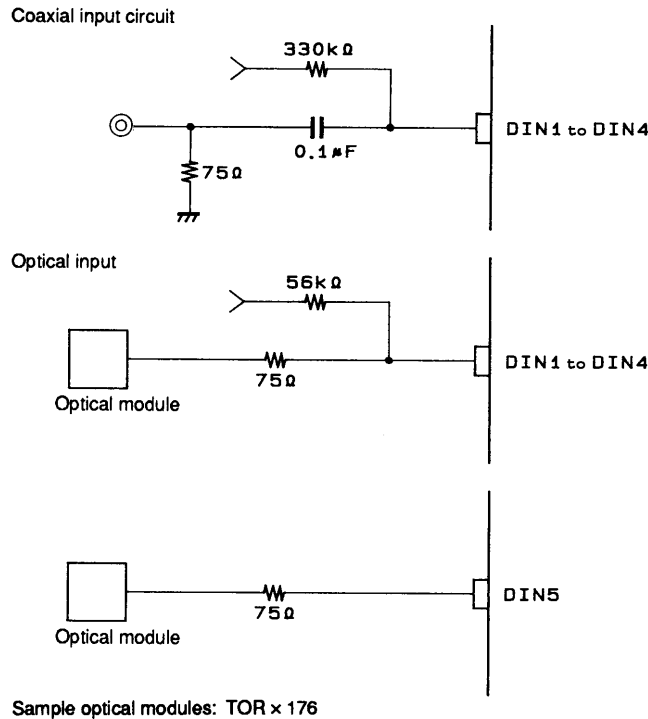 Coaxial input circuit
330kΩ
DIN1 to DIN4
0.1μF
75Ω
Optical input
56kΩ
DIN1 to DIN4
75Ω
Optical module
DIN5
75Ω
Optical module
Sample optical modules: TOR × 176